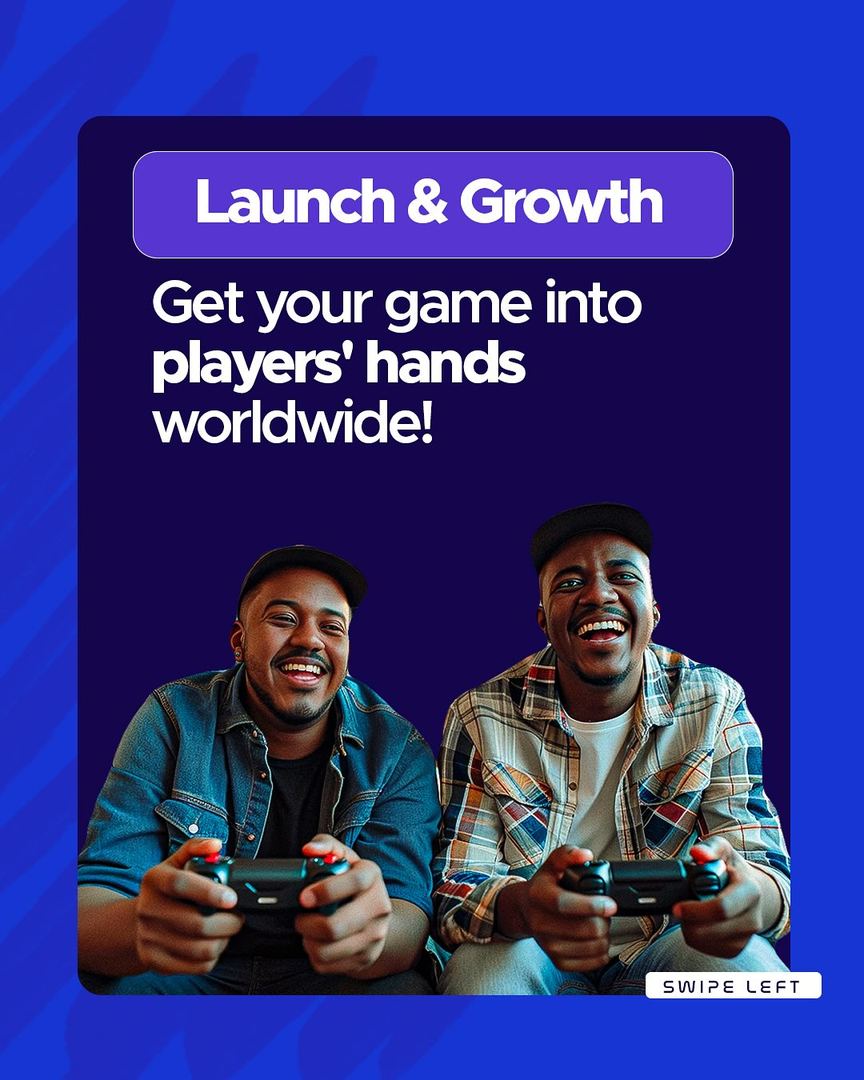 Launch & Growth
Get your game into
players' hands
worldwide!
SWIPE LEFT